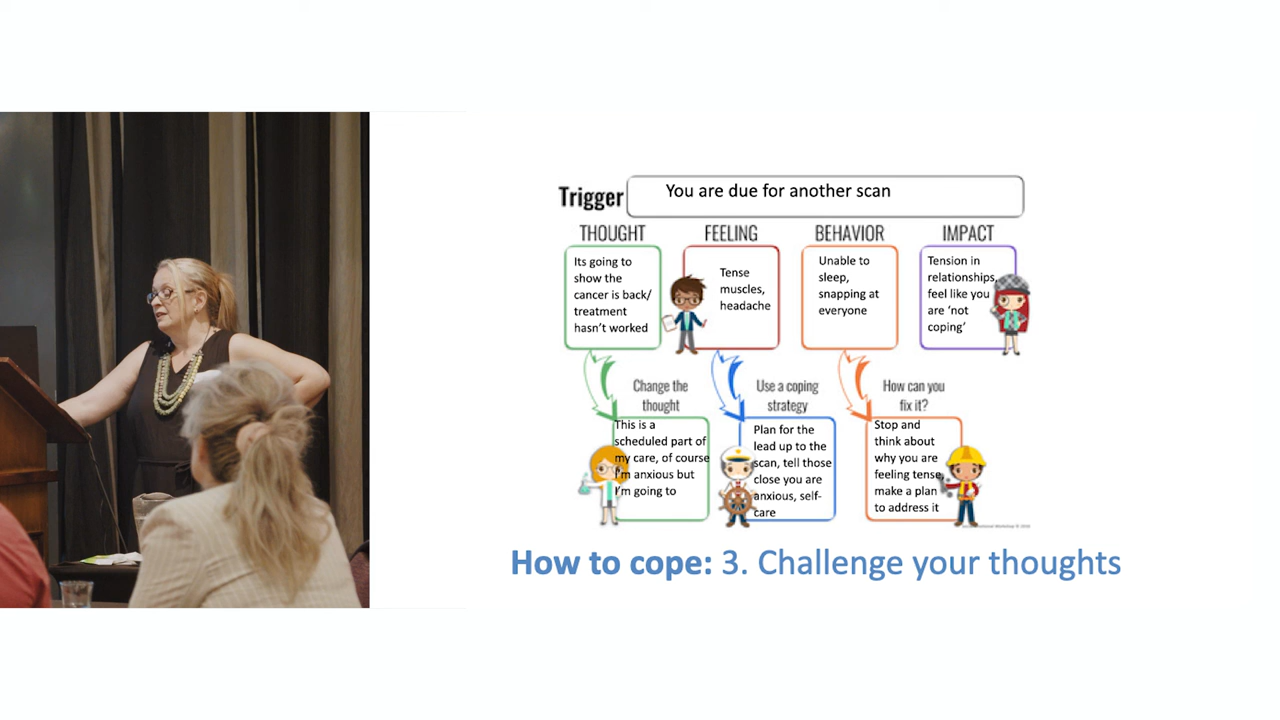 Trigger You are due for another scan
THOUGHT FEELING BEHAVIOR IMPACT
Its going to
show the
cancer is back/
treatment
hasn't worked
Tense
muscles,
headache
Unable to
sleep,
snapping at
everyone
Tension in
relationships,
feel like you
are 'not
coping'
Change the
thought
Use a coping
strategy
How can you
fix it?
This is a
scheduled part of
my care, of course
I'm anxious but
I'm going to
Plan for the
lead up to the
scan, tell those
close you are
anxious, self-
care
Stop and
think about
why you are
feeling tense,
make a plan
to address it
How to cope: 3. Challenge your thoughts